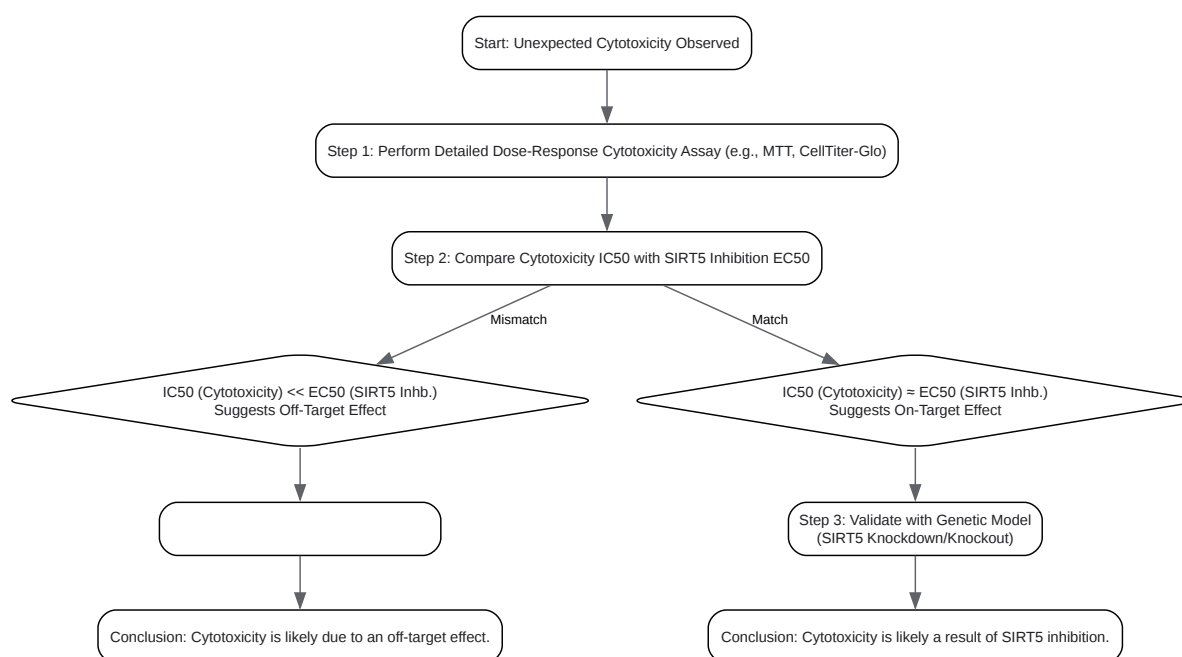 Start: Unexpected Cytotoxicity Observed
Step 1: Perform Detailed Dose-Response Cytotoxicity Assay (e.g., MTT, CellTiter-Glo)
Step 2: Compare Cytotoxicity IC50 with SIRT5 Inhibition EC50
Mismatch
Match
IC50 (Cytotoxicity) << EC50 (SIRT5 Inhb.)
Suggests Off-Target Effect
IC50 (Cytotoxicity) ≈ EC50 (SIRT5 Inhb.)
Suggests On-Target Effect
Step 3: Validate with Genetic Model
(SIRT5 Knockdown/Knockout)
Conclusion: Cytotoxicity is likely due to an off-target effect.
Conclusion: Cytotoxicity is likely a result of SIRT5 inhibition.